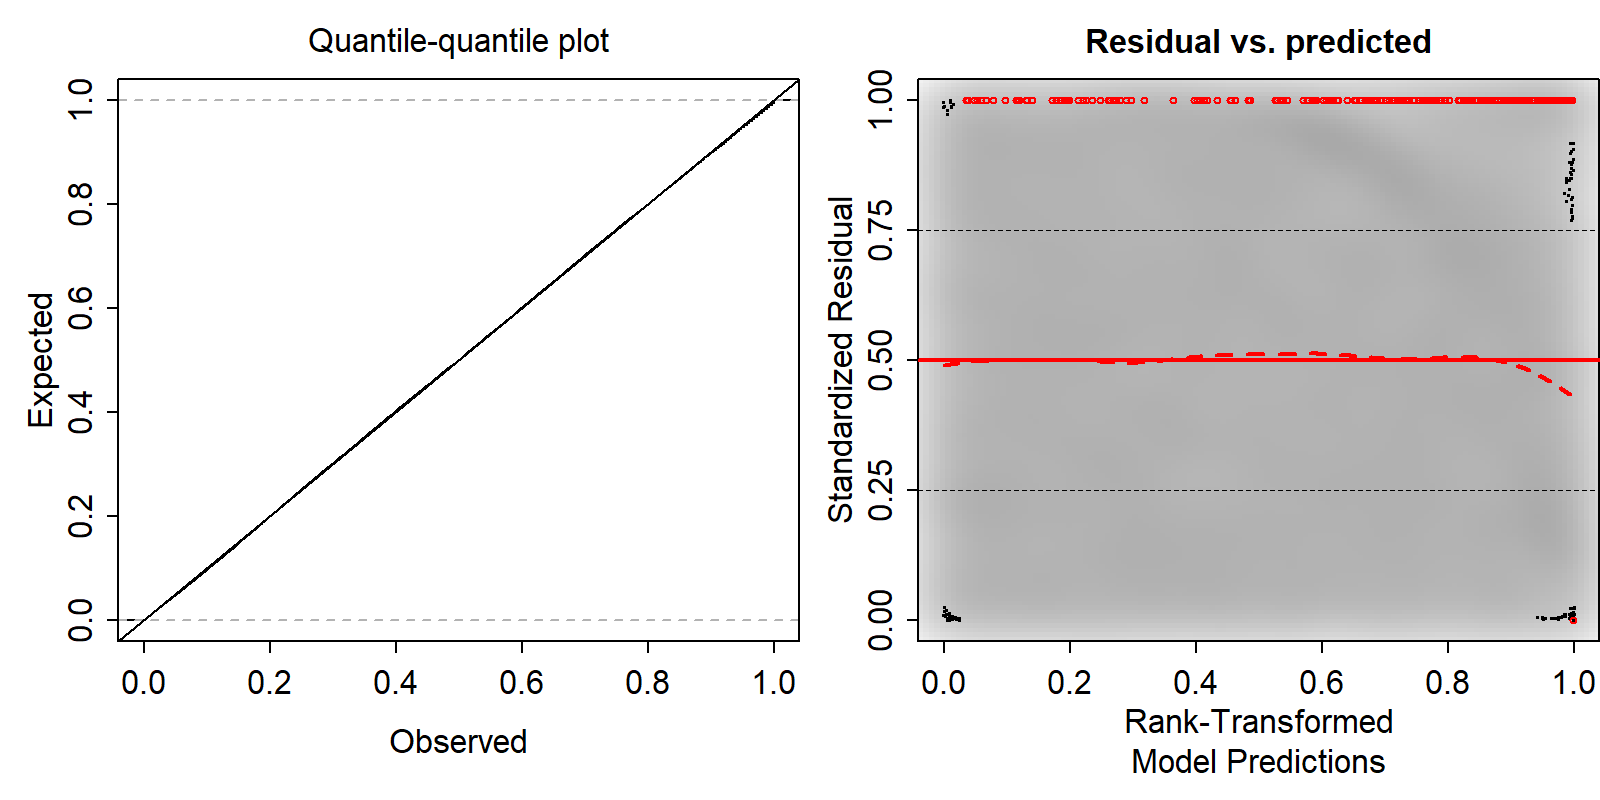 Quantile-quantile plot
Expected
0.0 0.2 0.4 0.6 0.8 1.0
0.0 0.2 0.4 0.6 0.8 1.0
Observed
Residual vs. predicted
Standardized Residual
0.00 0.25 0.50 0.75 1.00
0.0 0.2 0.4 0.6 0.8 1.0
Rank-Transformed
Model Predictions